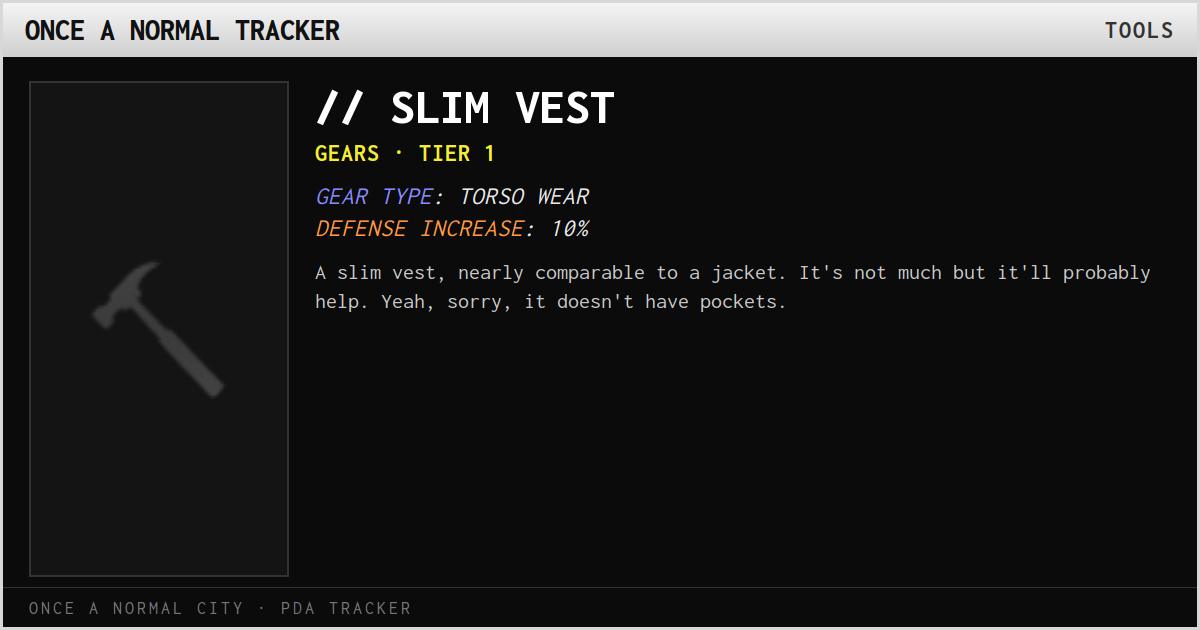 ONCE A NORMAL TRACKER
TOOLS
// SLIM VEST
GEARS · TIER 1
GEAR TYPE: TORSO WEAR
DEFENSE INCREASE: 10%
A slim vest, nearly comparable to a jacket. It's not much but it'll probably
help. Yeah, sorry, it doesn't have pockets.
ONCE A NORMAL CITY · PDA TRACKER